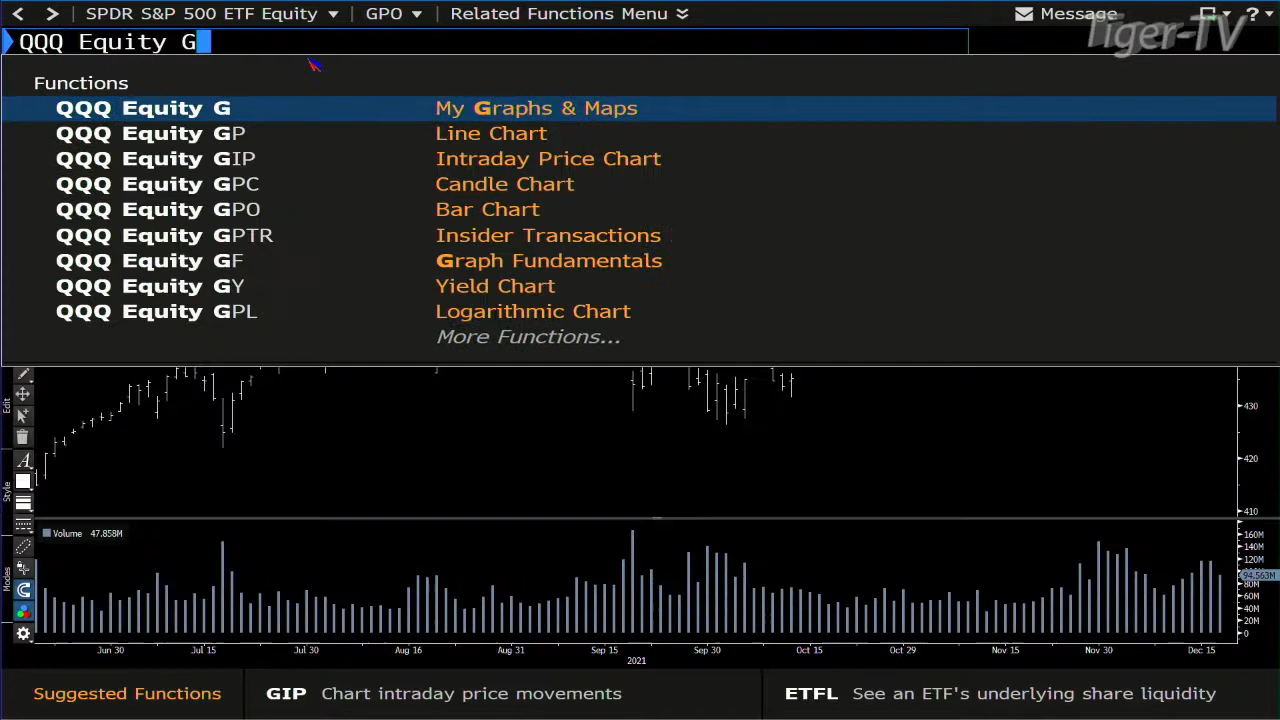 SPDR S&P 500 ETF Equity GPO Related Functions Menu Message ?
Tiger-TV
QQQ Equity G
Functions
QQQ Equity G My Graphs & Maps
QQQ Equity GP Line Chart
QQQ Equity GIP Intraday Price Chart
QQQ Equity GPC Candle Chart
QQQ Equity GPO Bar Chart
QQQ Equity GPTR Insider Transactions
QQQ Equity GF Graph Fundamentals
QQQ Equity GY Yield Chart
QQQ Equity GPL Logarithmic Chart
More Functions...
Edit
Style
Modes
A
430
420
410
Volume 47.858M
160M
140M
120M
94.563M
80M
60M
40M
20M
0
Jun 30 Jul 15 Jul 30 Aug 16 Aug 31 Sep 15 Sep 30 Oct 15 Oct 29 Nov 15 Nov 30 Dec 15
2021
Suggested Functions GIP Chart intraday price movements ETFL See an ETF's underlying share liquidity